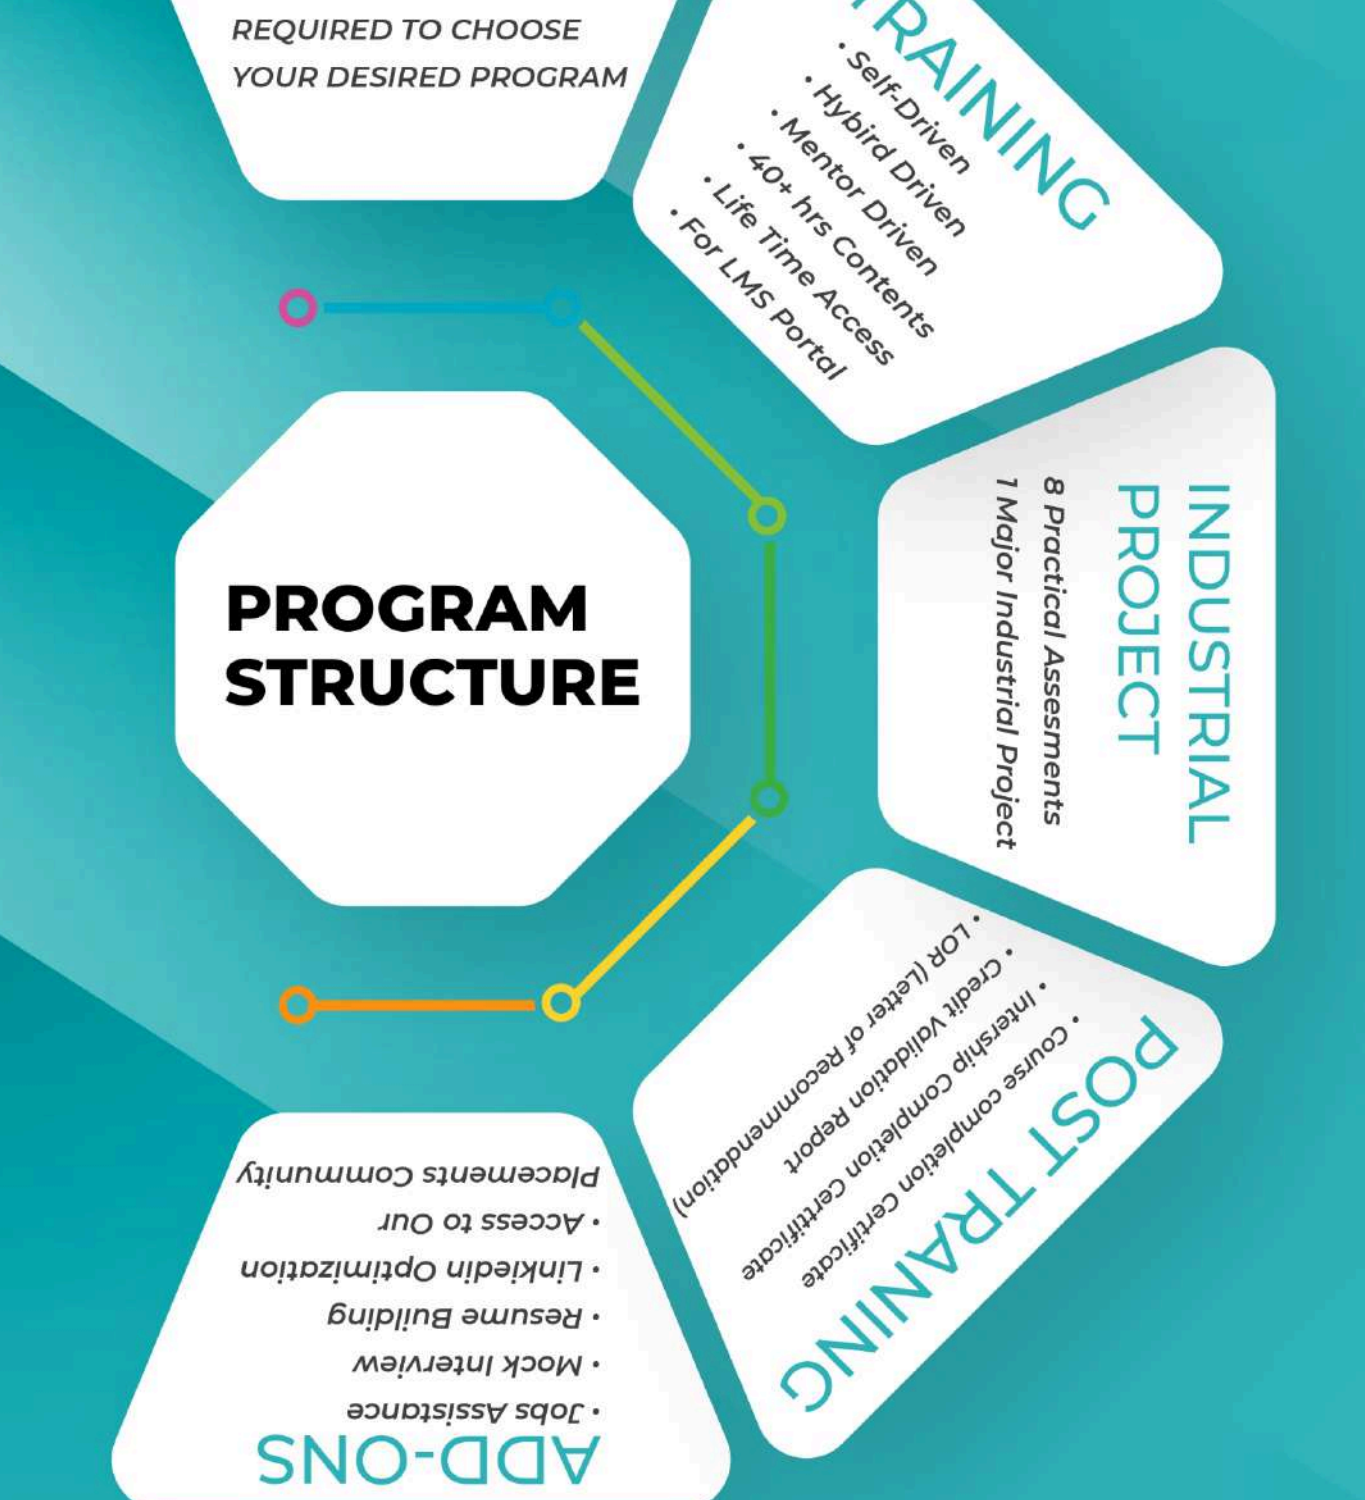 REQUIRED TO CHOOSE
YOUR DESIRED PROGRAM
TRAINING
• Self-Driven
• Hybird Driven
• Mentor Driven
• 40+ hrs Contents
• Life Time Access
• For LMS Portal
INDUSTRIAL
PROJECT
8 Practical Assesments
1 Major Industrial Project
POST TRANIING
• Course completion Certificate
• Intership Completion Certtificate
• Credit Validation Report
• LOR (Letter of Recommendation)
ADD-ONS
• Jobs Assistance
• Mock Interview
• Resume Building
• Linkiedin Optimization
• Access to Our
Placements Community
PROGRAM
STRUCTURE